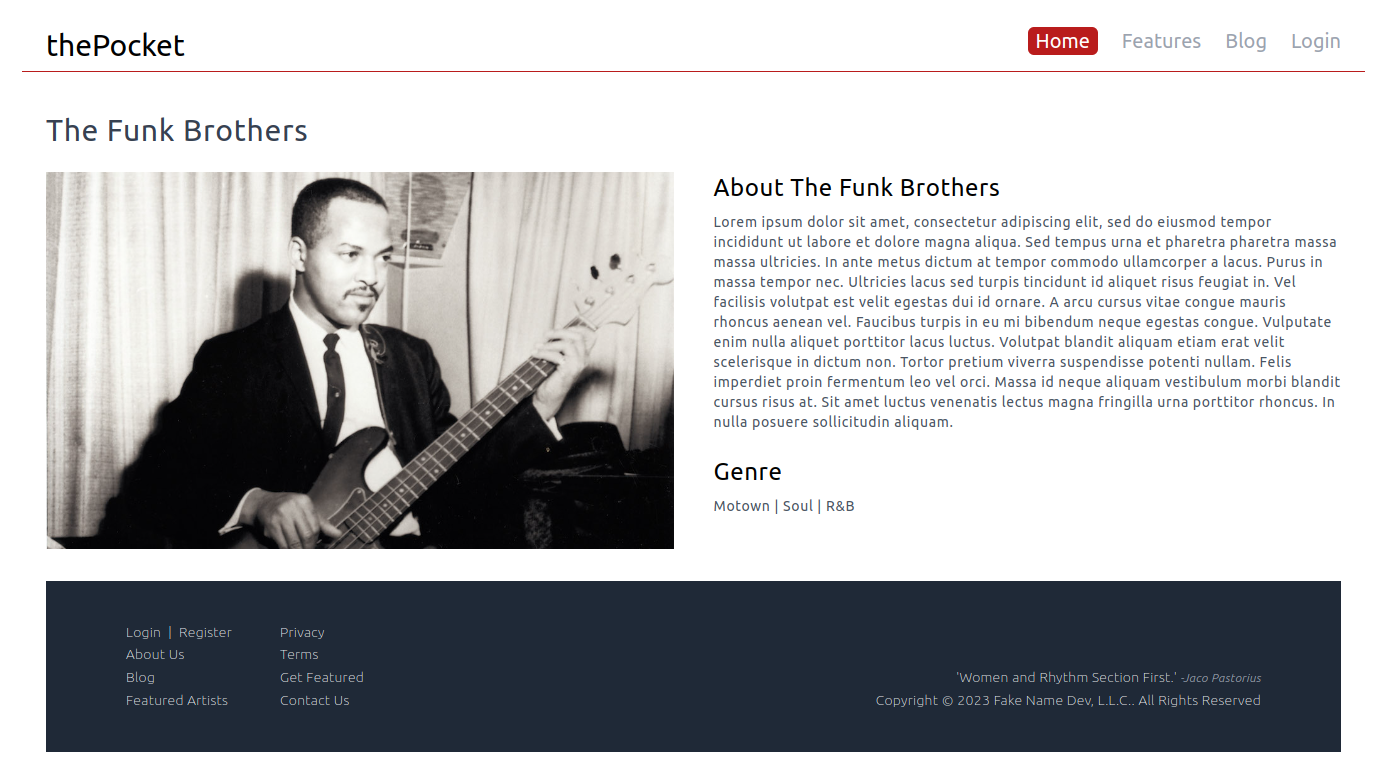 thePocket
Home Features Blog Login
The Funk Brothers
About The Funk Brothers
Lorem ipsum dolor sit amet, consectetur adipiscing elit, sed do eiusmod tempor
incididunt ut labore et dolore magna aliqua. Sed tempus urna et pharetra pharetra massa
massa ultricies. In ante metus dictum at tempor commodo ullamcorper a lacus. Purus in
massa tempor nec. Ultricies lacus sed turpis tincidunt id aliquet risus feugiat in. Vel
facilisis volutpat est velit egestas dui id ornare. A arcu cursus vitae congue mauris
rhoncus aenean vel. Faucibus turpis in eu mi bibendum neque egestas congue. Vulputate
enim nulla aliquet porttitor lacus luctus. Volutpat blandit aliquam etiam erat velit
scelerisque in dictum non. Tortor pretium viverra suspendisse potenti nullam. Felis
imperdiet proin fermentum leo vel orci. Massa id neque aliquam vestibulum morbi blandit
cursus risus at. Sit amet luctus venenatis lectus magna fringilla urna porttitor rhoncus. In
nulla posuere sollicitudin aliquam.
Genre
Motown | Soul | R&B
Login | Register
About Us
Blog
Featured Artists
Privacy
Terms
Get Featured
Contact Us
'Women and Rhythm Section First.' -Jaco Pastorius
Copyright © 2023 Fake Name Dev, L.L.C.. All Rights Reserved